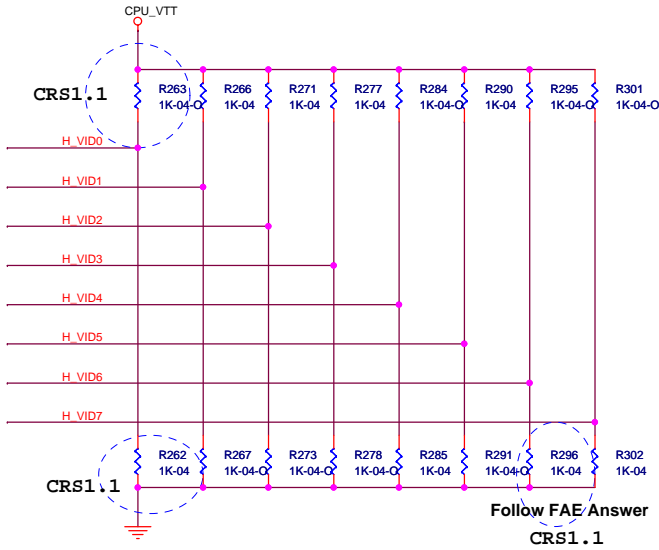 CPU_VTT
CRS1.1
R263 R266 R271 R277 R284 R290 R295 R301
1K-04-O 1K-04 1K-04 1K-04 1K-04-O 1K-04 1K-04-O 1K-04-O
H_VID0
H_VID1
H_VID2
H_VID3
H_VID4
H_VID5
H_VID6
H_VID7
R262 R267 R273 R278 R285 R291 R296 R302
1K-04 1K-04-O 1K-04-O 1K-04-O 1K-04 1K-04-O 1K-04 1K-04
CRS1.1
Follow FAE Answer
CRS1.1